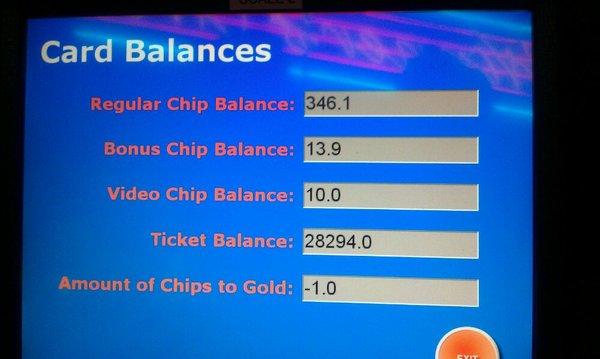 Card Balances
Regular Chip Balance: 346.1
Bonus Chip Balance: 13.9
Video Chip Balance: 10.0
Ticket Balance: 28294.0
Amount of Chips to Gold: -1.0
EXIT